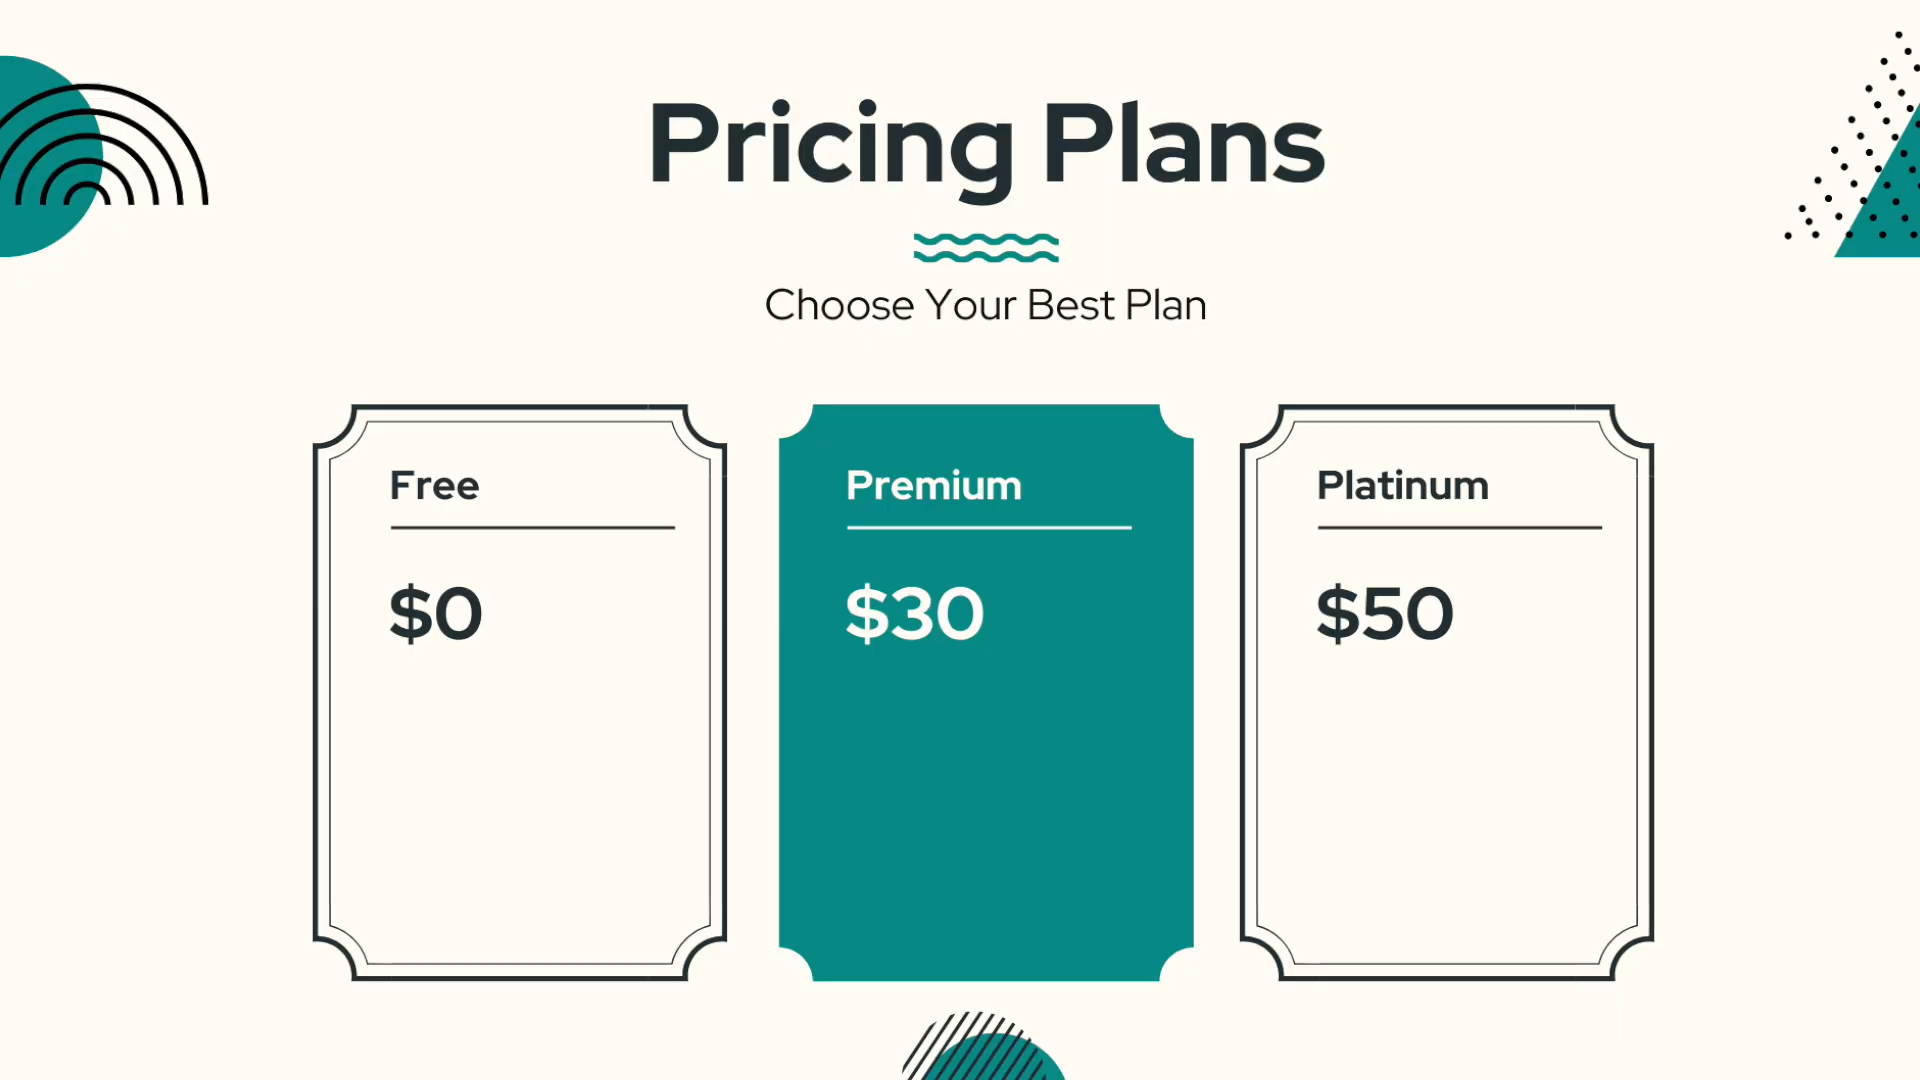 Pricing Plans
Choose Your Best Plan
Free
$0
Premium
$30
Platinum
$50